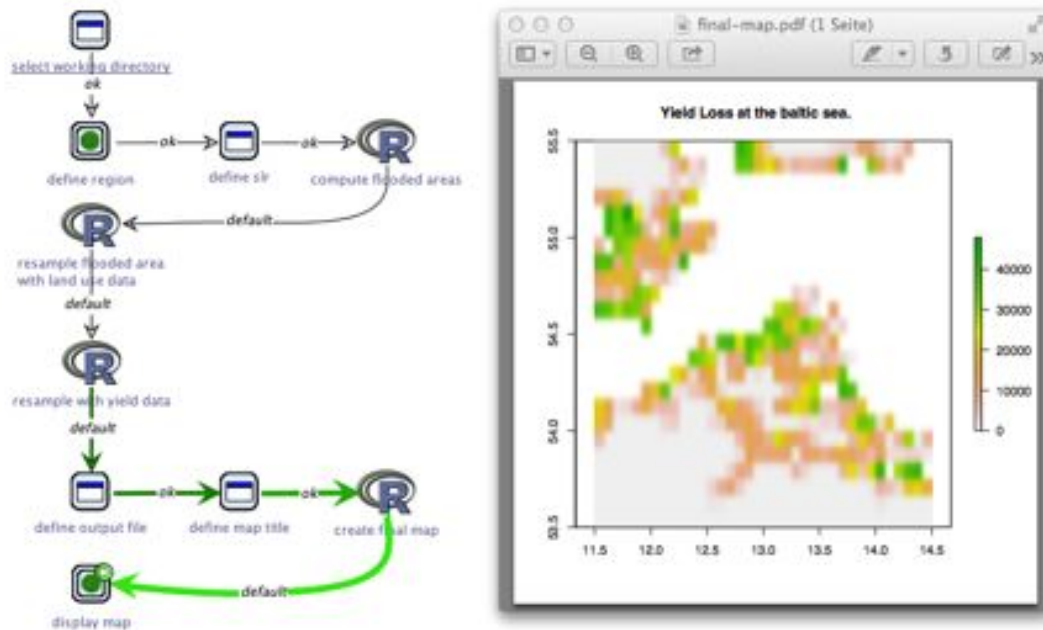 select working directory
ok
define region
ok
define slr
ok
compute flooded areas
default
resample flooded area
with land use data
default
resample with yield data
default
define output file
ok
define map title
ok
create final map
default
display map
final-map.pdf (1 Seite)
Yield Loss at the baltic sea.
55.5
55.0
54.5
54.0
53.5
11.5 12.0 12.5 13.0 13.5 14.0 14.5
40000
30000
20000
10000
0